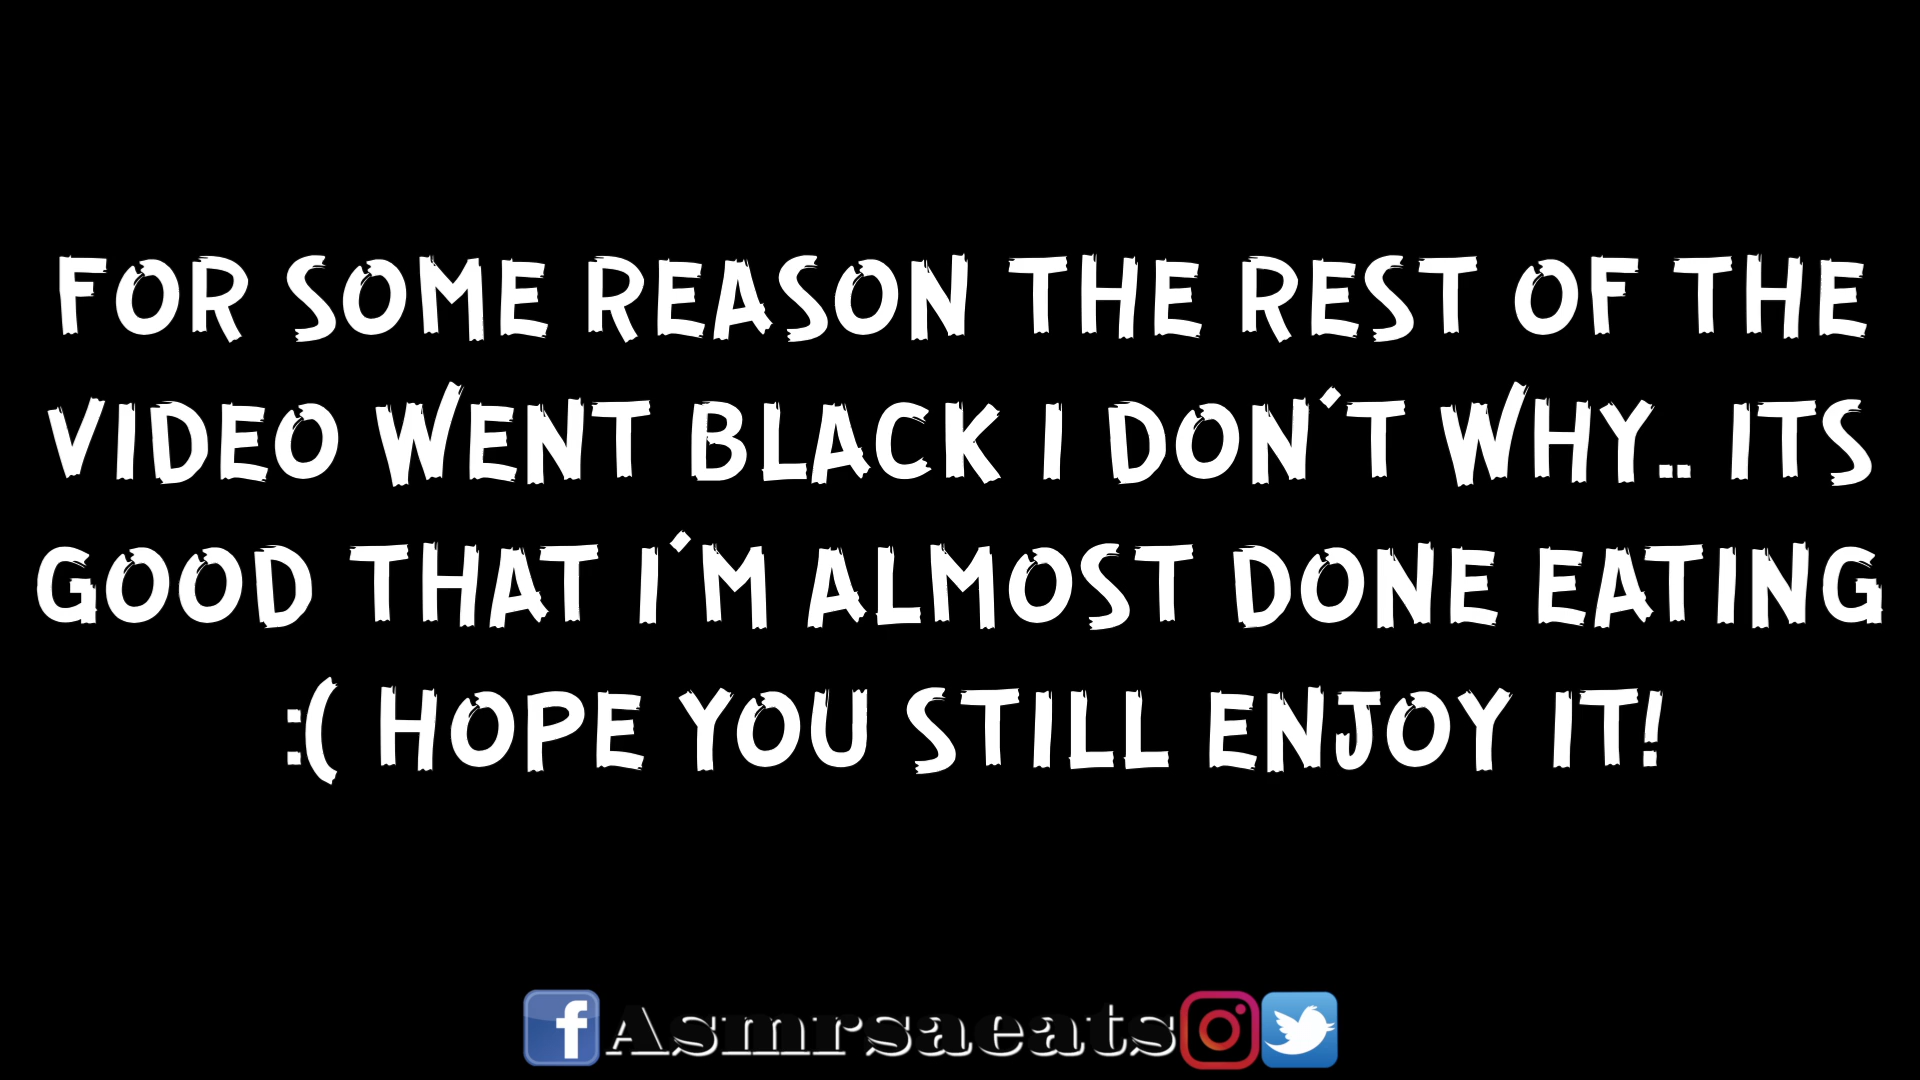 FOR SOME REASON THE REST OF THE
VIDEO WENT BLACK I DON'T WHY.. ITS
GOOD THAT I'M ALMOST DONE EATING
:( HOPE YOU STILL ENJOY IT!
Asmrsaeats